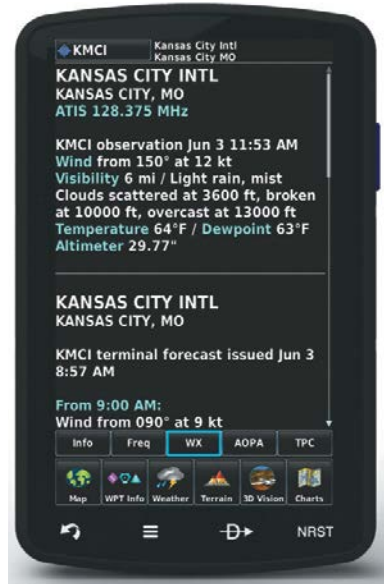 KMCI
Kansas City Intl
Kansas City MO
KANSAS CITY INTL
KANSAS CITY, MO
ATIS 128.375 MHz
KMCI observation Jun 3 11:53 AM
Wind from 150° at 12 kt
Visibility 6 mi / Light rain, mist
Clouds scattered at 3600 ft, broken
at 10000 ft, overcast at 13000 ft
Temperature 64°F / Dewpoint 63°F
Altimeter 29.77"
KANSAS CITY INTL
KANSAS CITY, MO
KMCI terminal forecast issued Jun 3
8:57 AM
From 9:00 AM:
Wind from 090° at 9 kt
Info Freq WX AOPA TPC
Map WPT Info Weather Terrain 3D Vision Charts
D NRST